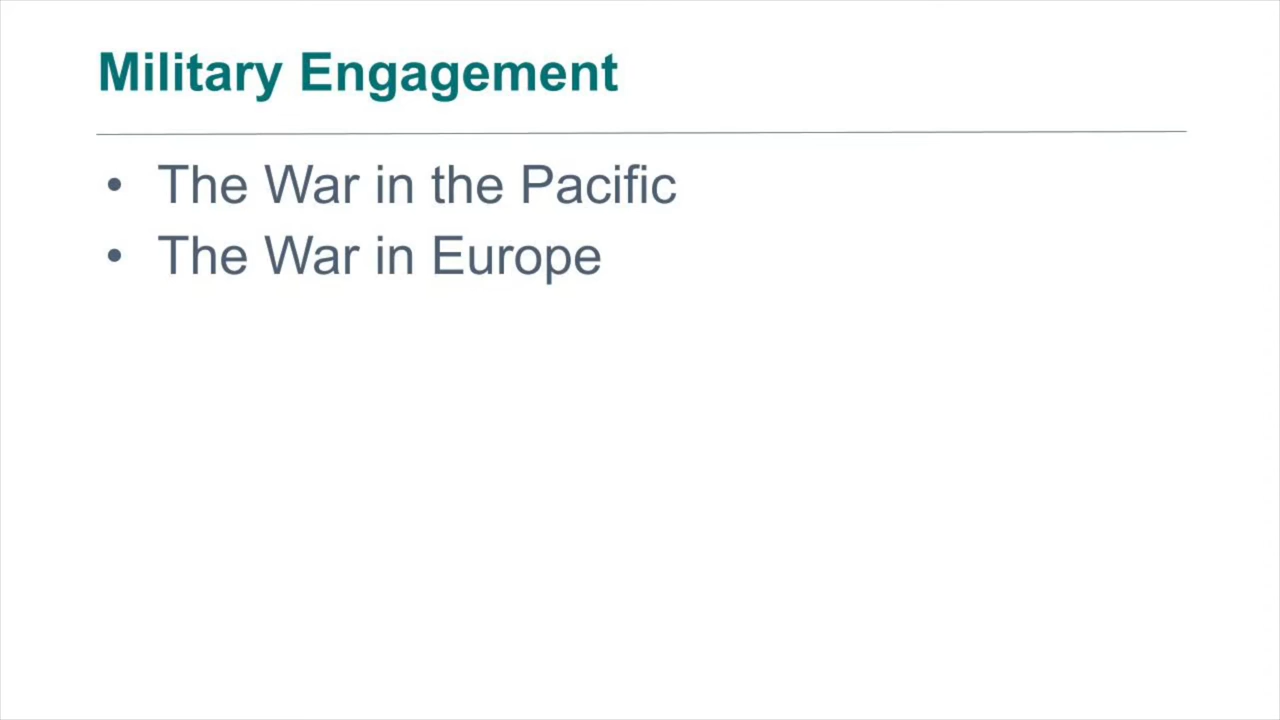 Military Engagement
• The War in the Pacific
• The War in Europe